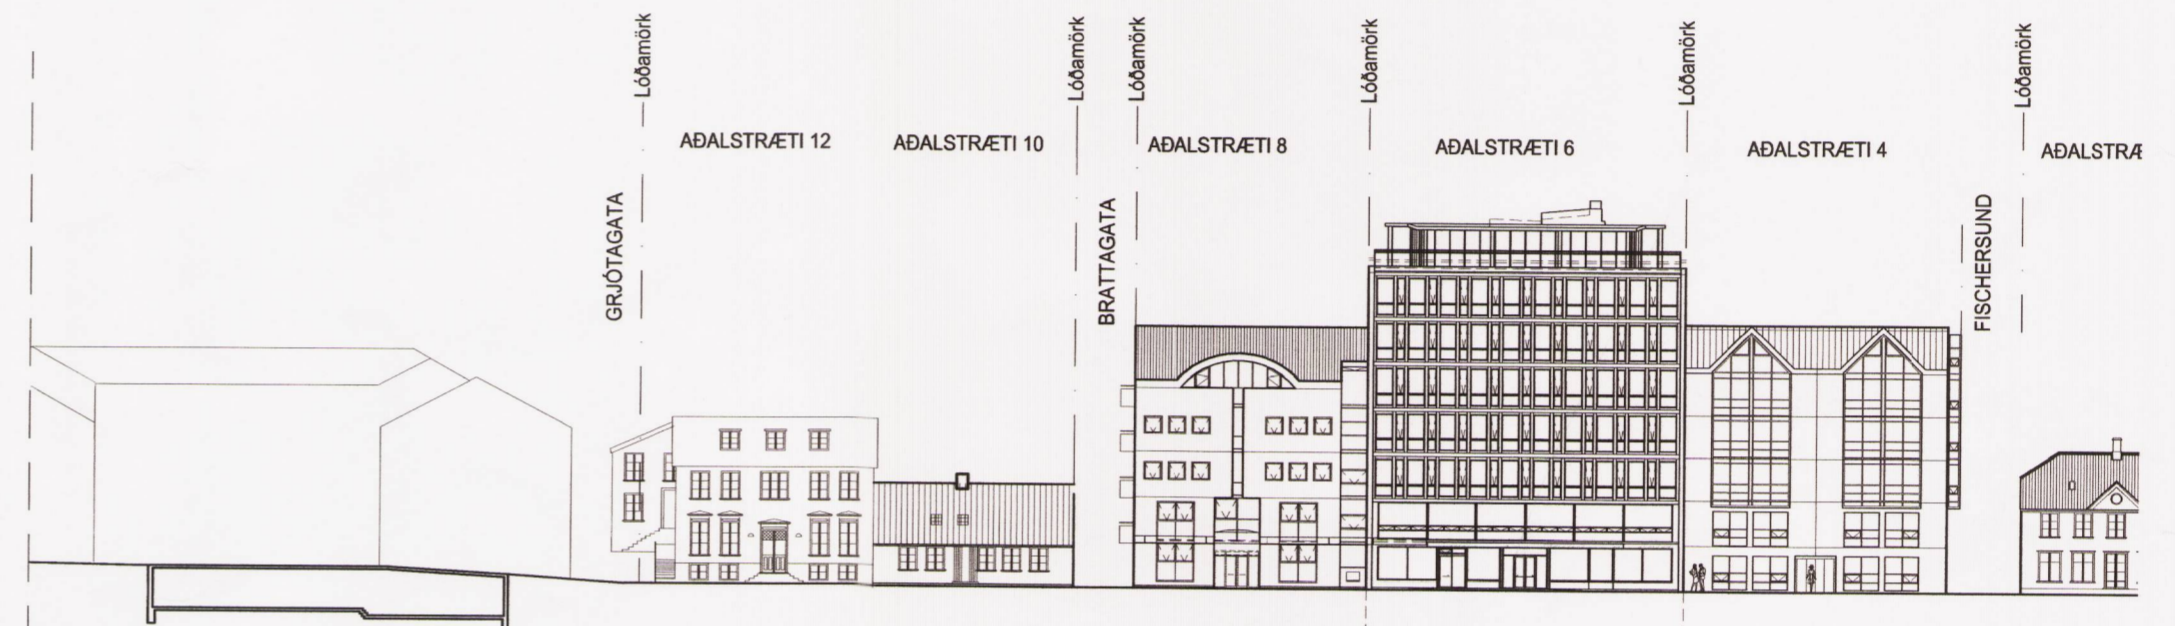 Lóðamörk
Lóðamörk
Lóðamörk
Lóðamörk
Lóðamörk
Lóðamörk
AÐALSTRÆTI 12
AÐALSTRÆTI 10
AÐALSTRÆTI 8
AÐALSTRÆTI 6
AÐALSTRÆTI 4
AÐALSTRÆ
GRJÓTAGATA
BRATTAGATA
FISCHERSUND